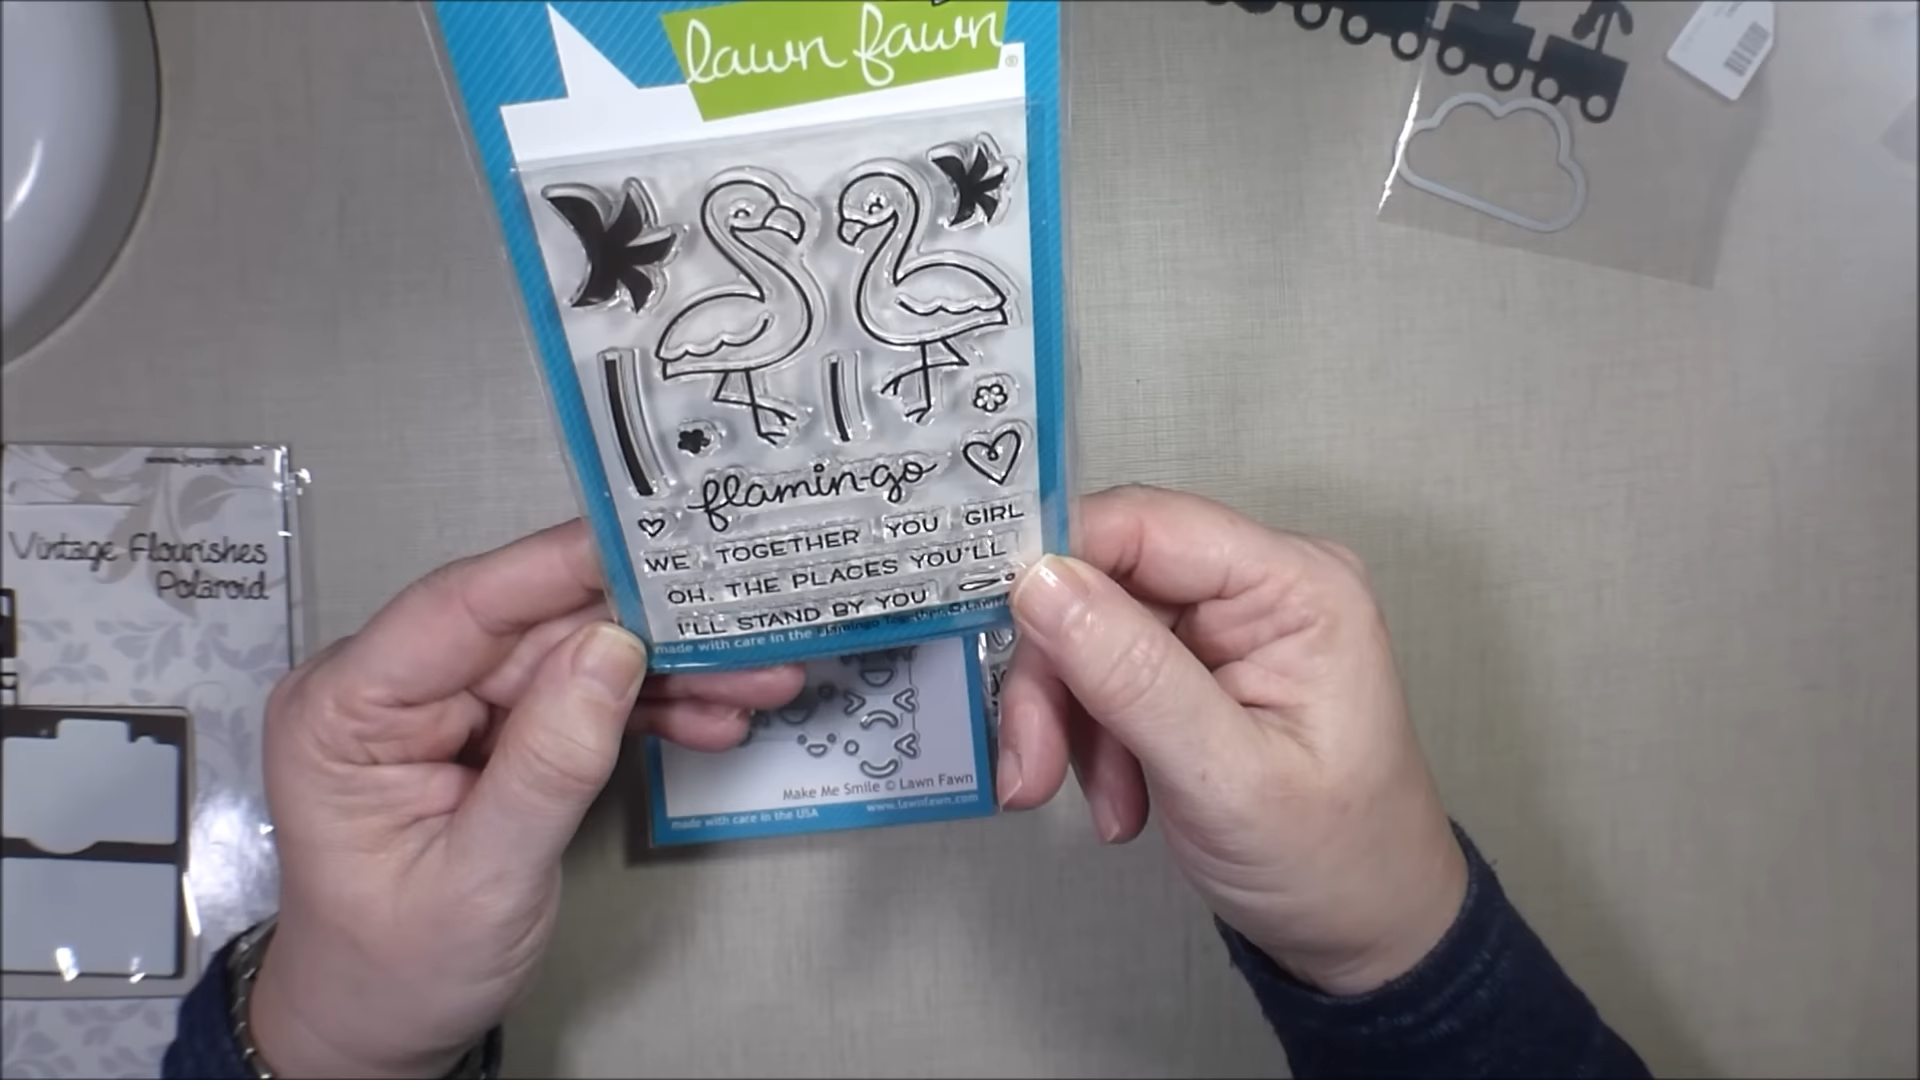 lawn fawn
®
flamin-go
WE TOGETHER YOU GIRL
OH, THE PLACES YOU'LL
I'LL STAND BY YOU
made with care in the
Make Me Smile © Lawn Fawn
made with care in the USA
www.lawnfawn.com
Vintage Flourishes
Polaroid